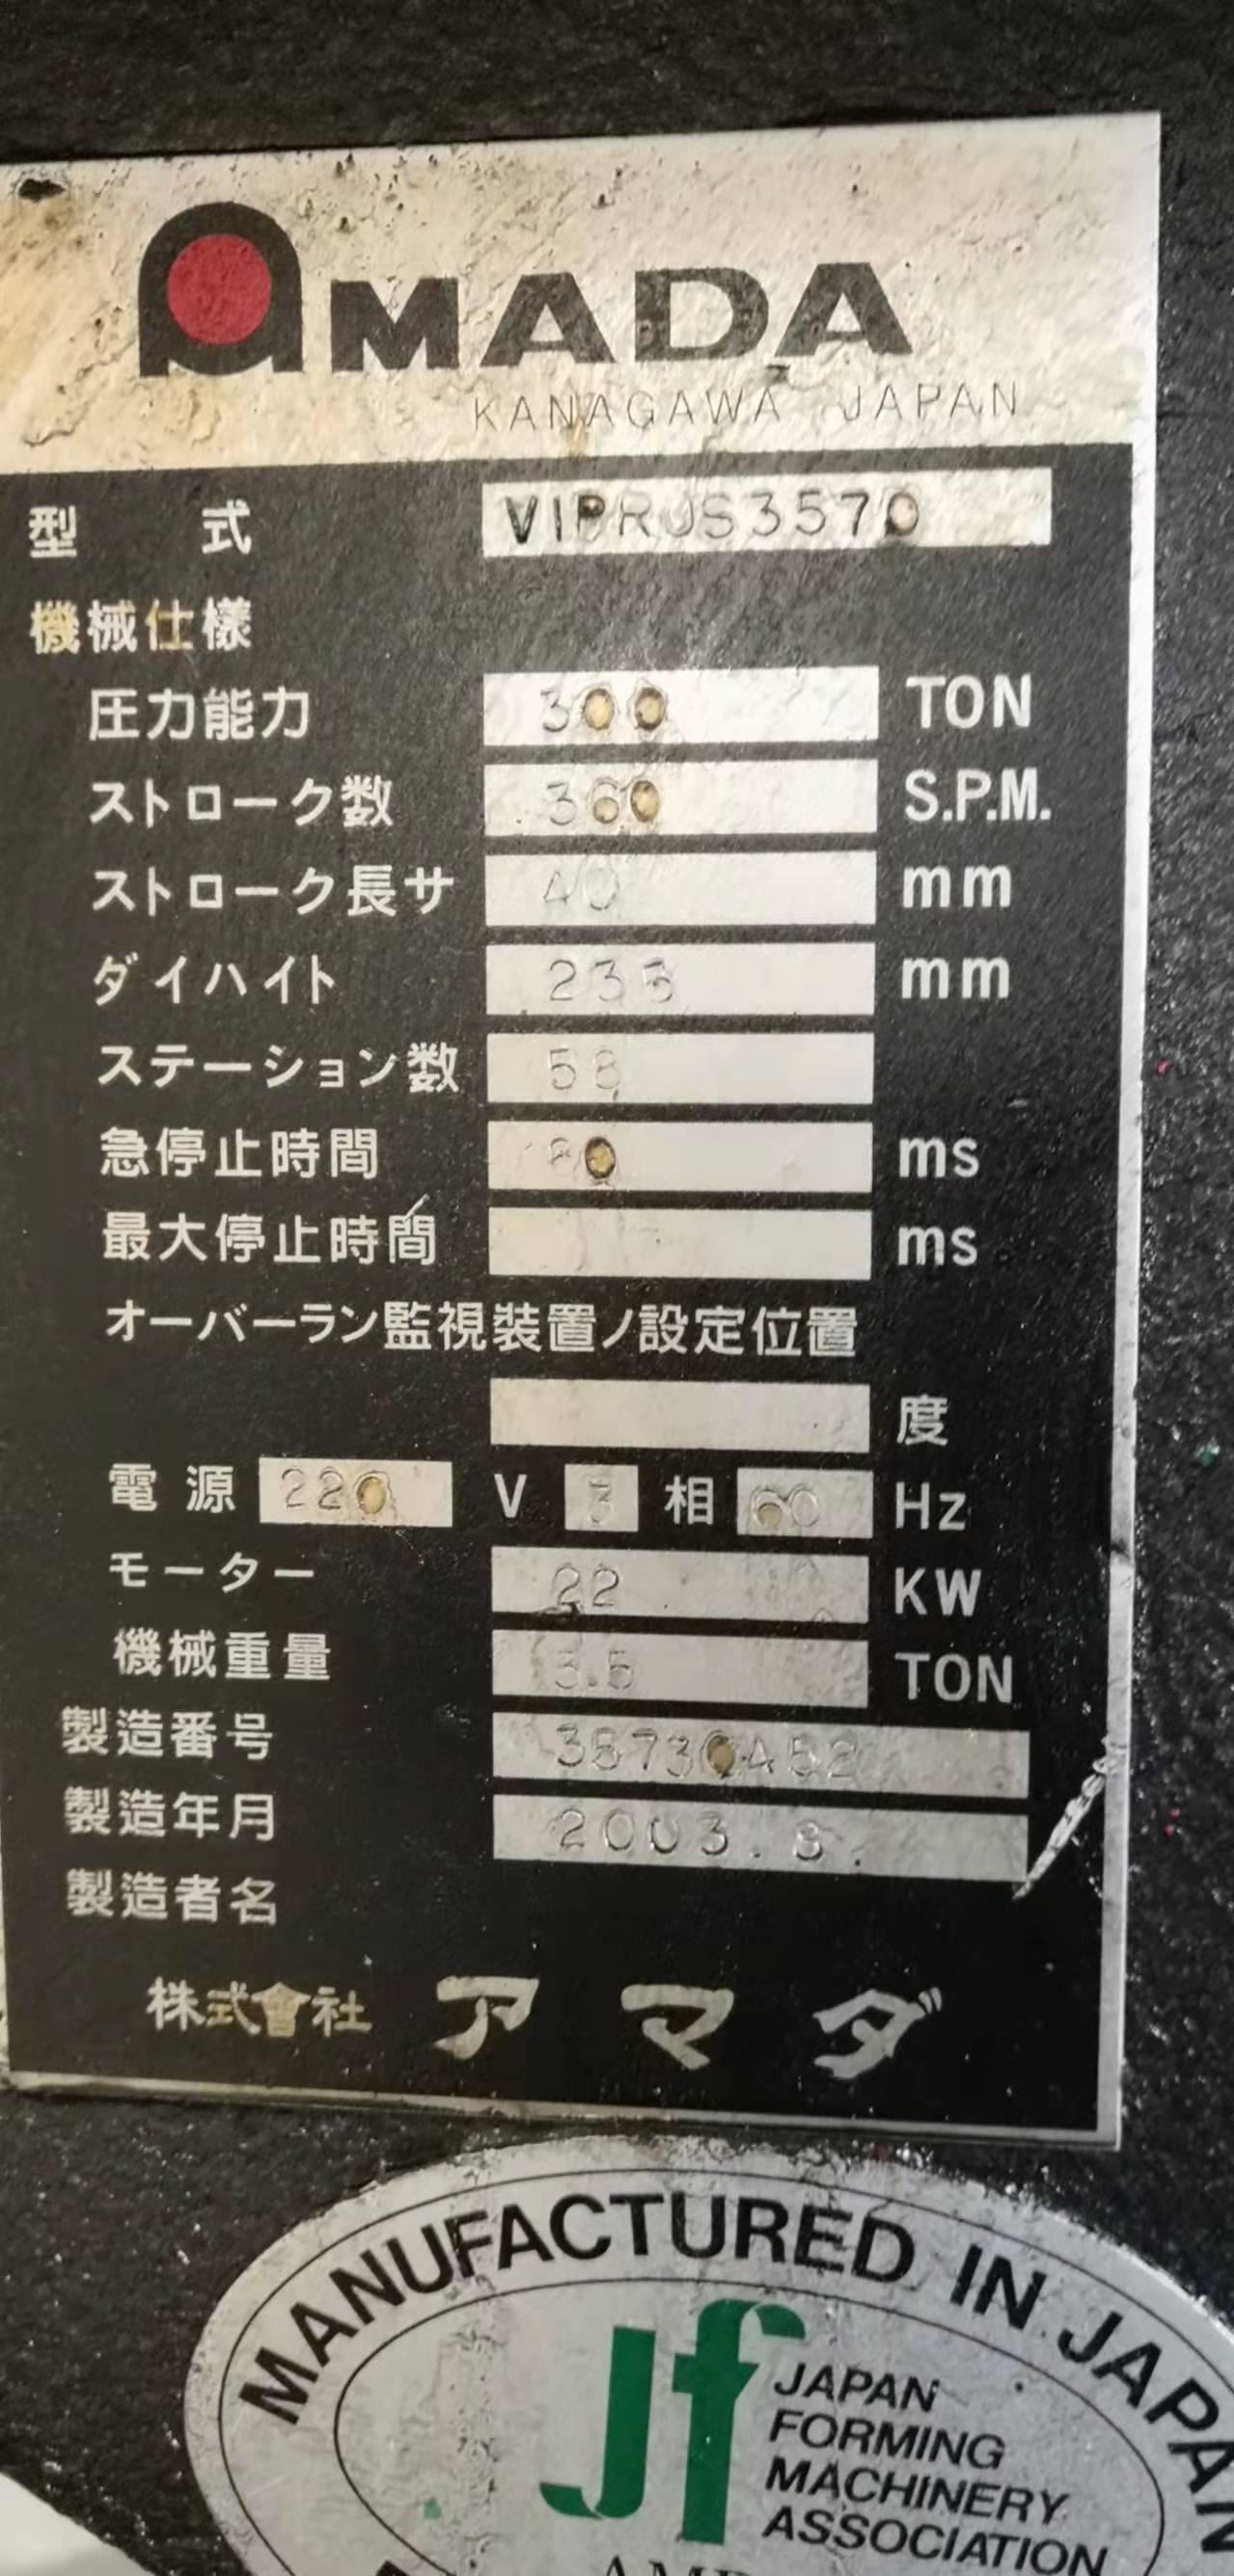 AMADA
KANAGAWA JAPAN
型式 VIPRUS3570
機械仕様
圧力能力 300 TON
ストローク数 360 S.P.M.
ストローク長サ 40 mm
ダイハイト 233 mm
ステーション数 58
急停止時間 ms
最大停止時間 ms
オーバーラン監視装置ノ設定位置
度
電源 220 V 3 相 60 Hz
モーター 22 KW
機械重量 3.5 TON
製造番号 35730452
製造年月 2003.8.
製造者名
株式會社 アマダ
MANUFACTURED IN JAPAN
Jf
JAPAN
FORMING
MACHINERY
ASSOCIATION